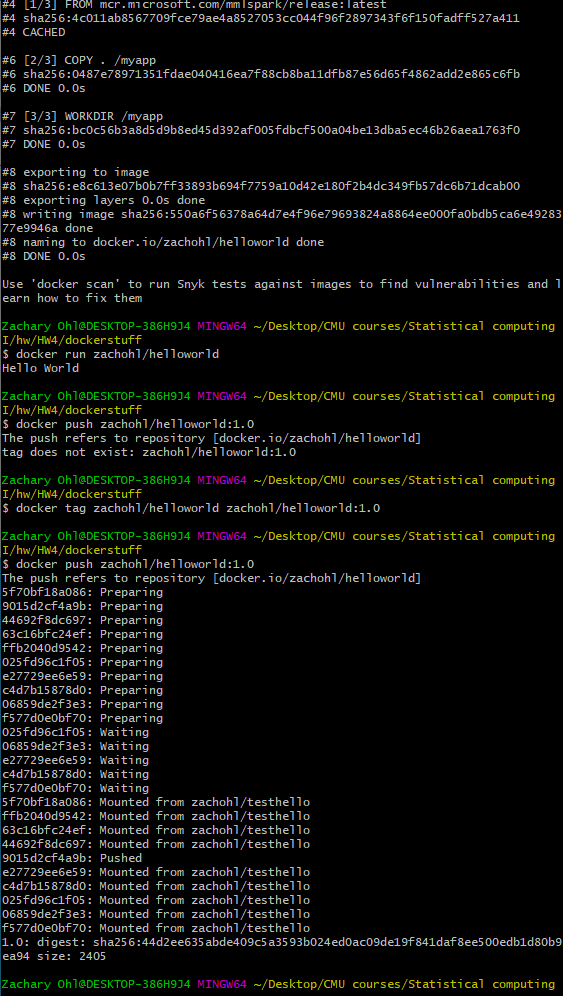 #4 [1/3] FROM mcr.microsoft.com/mmlspark/release:latest
#4 sha256:4c011ab8567709fce79ae4a8527053cc044f96f2897343f6f150fadff527a411
#4 CACHED
#6 [2/3] COPY . /myapp
#6 sha256:0487e78971351fdae040416ea7f88cb8ba11dfb87e56d65f4862add2e865c6fb
#6 DONE 0.0s
#7 [3/3] WORKDIR /myapp
#7 sha256:bc0c56b3a8d5d9b8ed45d392af005fdbcf500a04be13dba5ec46b26aea1763f0
#7 DONE 0.0s
#8 exporting to image
#8 sha256:e8c613e07b0b7ff33893b694f7759a10d42e180f2b4dc349fb57dc6b71dcab00
#8 exporting layers 0.0s done
#8 writing image sha256:550a6f56378a64d7e4f96e79693824a8864ee000fa0bdb5ca6e49283
77e9946a done
#8 naming to docker.io/zachohl/helloworld done
#8 DONE 0.0s
Use 'docker scan' to run Snyk tests against images to find vulnerabilities and l
earn how to fix them
Zachary Ohl@DESKTOP-386H9J4 MINGW64 ~/Desktop/CMU courses/Statistical computing
I/hw/HW4/dockerstuff
$ docker run zachohl/helloworld
Hello World
Zachary Ohl@DESKTOP-386H9J4 MINGW64 ~/Desktop/CMU courses/Statistical computing
I/hw/HW4/dockerstuff
$ docker push zachohl/helloworld:1.0
The push refers to repository [docker.io/zachohl/helloworld]
tag does not exist: zachohl/helloworld:1.0
Zachary Ohl@DESKTOP-386H9J4 MINGW64 ~/Desktop/CMU courses/Statistical computing
I/hw/HW4/dockerstuff
$ docker tag zachohl/helloworld zachohl/helloworld:1.0
Zachary Ohl@DESKTOP-386H9J4 MINGW64 ~/Desktop/CMU courses/Statistical computing
I/hw/HW4/dockerstuff
$ docker push zachohl/helloworld:1.0
The push refers to repository [docker.io/zachohl/helloworld]
5f70bf18a086: Preparing
9015d2cf4a9b: Preparing
44692f8dc697: Preparing
63c16bfc24ef: Preparing
ffb2040d9542: Preparing
025fd96c1f05: Preparing
e27729ee6e59: Preparing
c4d7b15878d0: Preparing
06859de2f3e3: Preparing
f577d0e0bf70: Preparing
025fd96c1f05: Waiting
06859de2f3e3: Waiting
e27729ee6e59: Waiting
c4d7b15878d0: Waiting
f577d0e0bf70: Waiting
5f70bf18a086: Mounted from zachohl/testhello
ffb2040d9542: Mounted from zachohl/testhello
63c16bfc24ef: Mounted from zachohl/testhello
44692f8dc697: Mounted from zachohl/testhello
9015d2cf4a9b: Pushed
e27729ee6e59: Mounted from zachohl/testhello
c4d7b15878d0: Mounted from zachohl/testhello
025fd96c1f05: Mounted from zachohl/testhello
06859de2f3e3: Mounted from zachohl/testhello
f577d0e0bf70: Mounted from zachohl/testhello
1.0: digest: sha256:44d2ee635abde409c5a3593b024ed0ac09de19f841daf8ee500edb1d80b9
ea94 size: 2405
Zachary Ohl@DESKTOP-386H9J4 MINGW64 ~/Desktop/CMU courses/Statistical computing